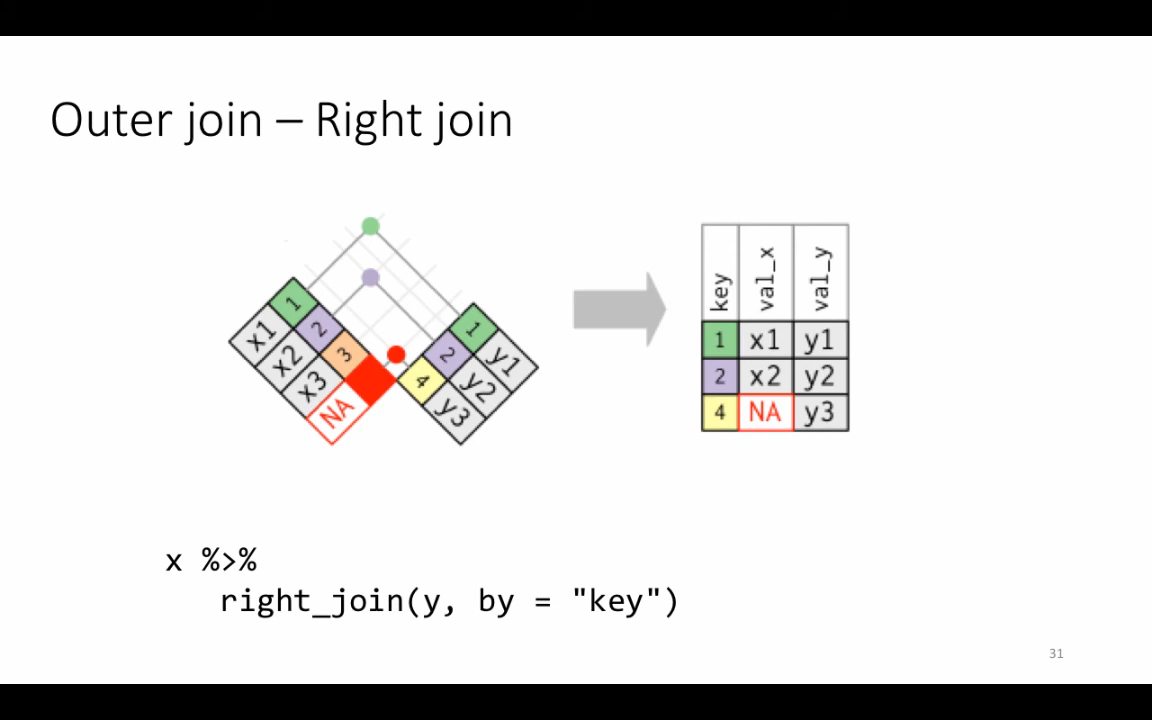 Outer join – Right join
x1 1
x2 2
x3 3
NA
1 y1
2 y2
4 y3
key val_x val_y
1 x1 y1
2 x2 y2
4 NA y3
x %>%
right_join(y, by = "key")
31